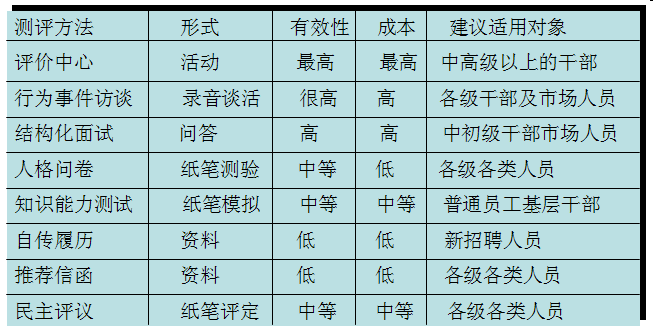 测评方法 形式 有效性 成本 建议适用对象
评价中心 活动 最高 最高 中高级以上的干部
行为事件访谈 录音谈活 很高 高 各级干部及市场人员
结构化面试 问答 高 高 中初级干部市场人员
人格问卷 纸笔测验 中等 低 各级各类人员
知识能力测试 纸笔模拟 中等 中等 普通员工基层干部
自传履历 资料 低 低 新招聘人员
推荐信函 资料 低 低 各级各类人员
民主评议 纸笔评定 中等 中等 各级各类人员